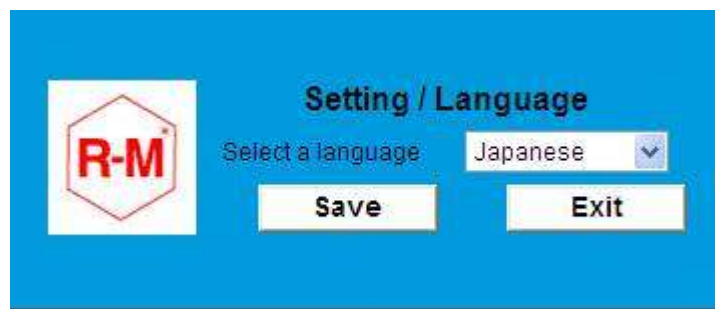 Setting / Language
R-M®
Select a language Japanese
Save Exit